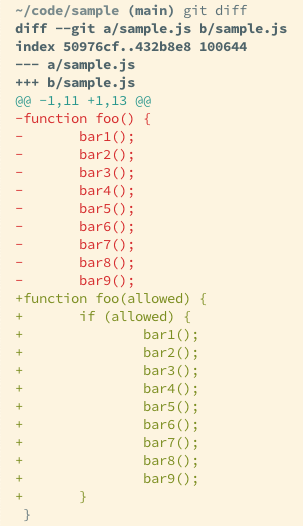 ~/code/sample (main) git diff
diff --git a/sample.js b/sample.js
index 50976cf..432b8e8 100644
--- a/sample.js
+++ b/sample.js
@@ -1,11 +1,13 @@
-function foo() {
-       bar1();
-       bar2();
-       bar3();
-       bar4();
-       bar5();
-       bar6();
-       bar7();
-       bar8();
-       bar9();
+function foo(allowed) {
+       if (allowed) {
+               bar1();
+               bar2();
+               bar3();
+               bar4();
+               bar5();
+               bar6();
+               bar7();
+               bar8();
+               bar9();
+       }
 }